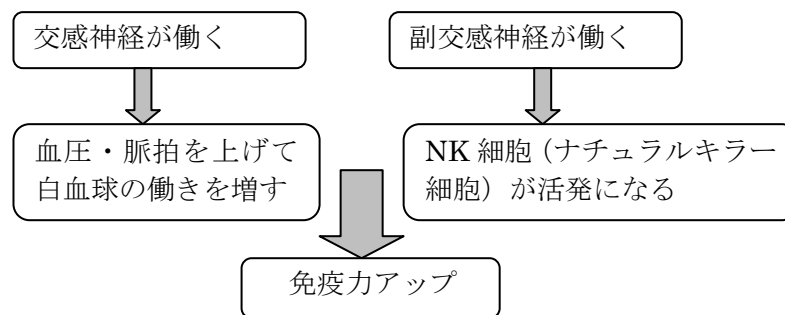 交感神経が働く
副交感神経が働く
血圧・脈拍を上げて
白血球の働きを増す
NK 細胞（ナチュラルキラー
細胞）が活発になる
免疫力アップ